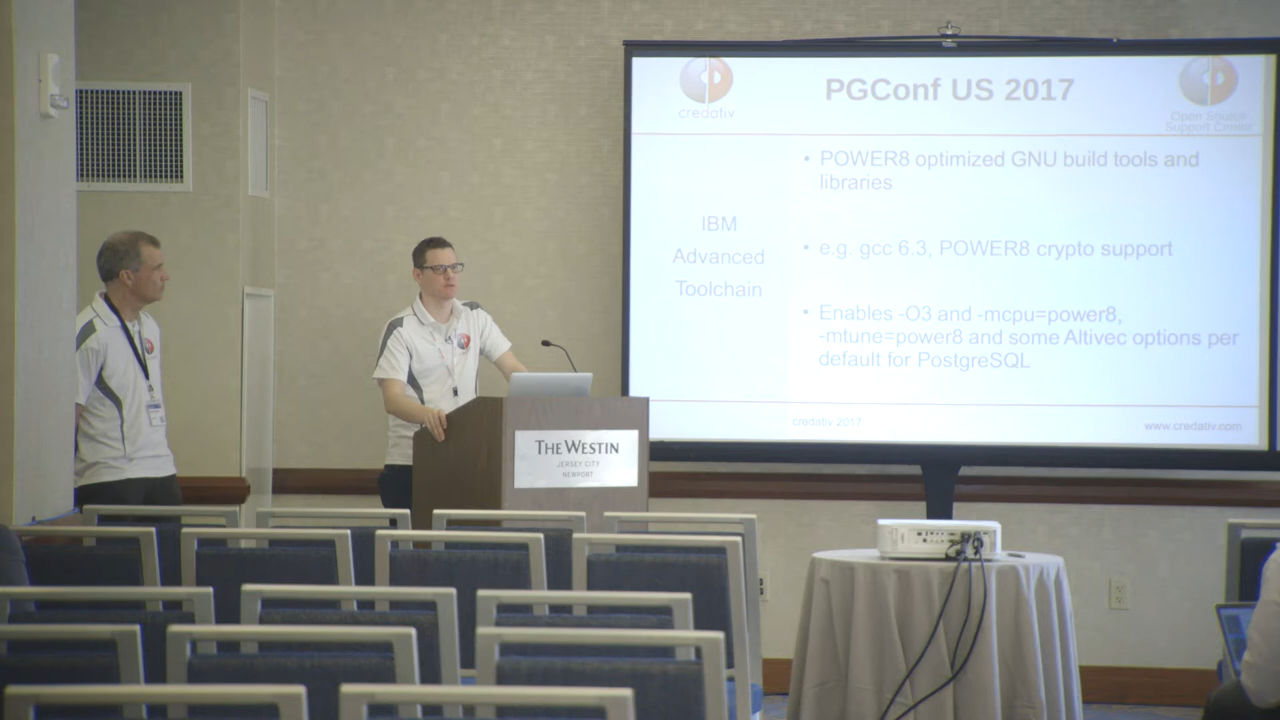 credativ
PGConf US 2017
Open Source
Support Center
IBM
Advanced
Toolchain
• POWER8 optimized GNU build tools and
libraries
• e.g. gcc 6.3, POWER8 crypto support
• Enables -O3 and -mcpu=power8,
-mtune=power8 and some Altivec options per
default for PostgreSQL
credativ 2017
www.credativ.com
THE WESTIN
JERSEY CITY
NEWPORT